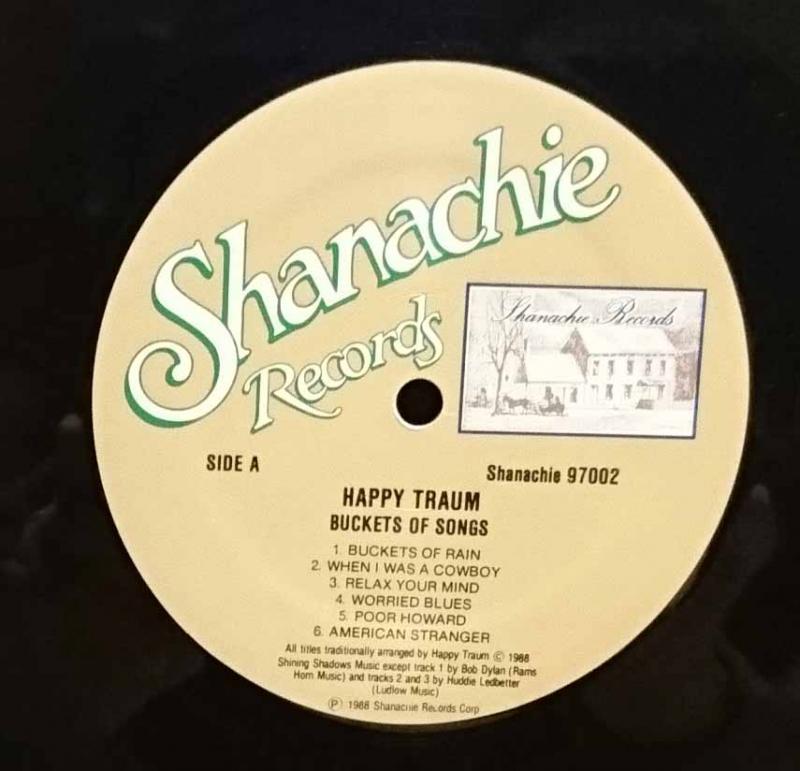 Shanachie
Records
Shanachie Records
SIDE A
Shanachie 97002
HAPPY TRAUM
BUCKETS OF SONGS
1. BUCKETS OF RAIN
2. WHEN I WAS A COWBOY
3. RELAX YOUR MIND
4. WORRIED BLUES
5. POOR HOWARD
6. AMERICAN STRANGER
All titles traditionally arranged by Happy Traum © 1988
Shining Shadows Music except track 1 by Bob Dylan (Rams
Horn Music) and tracks 2 and 3 by Huddie Ledbetter
(Ludlow Music)
℗ 1988 Shanachie Records Corp